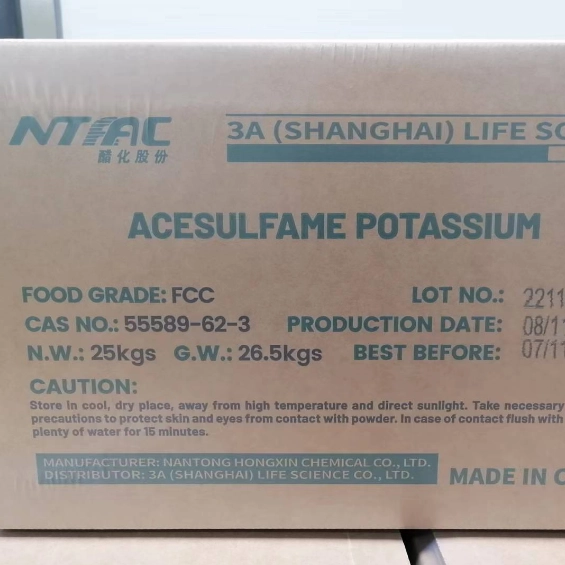 NTHAC
醋化股份
3A (SHANGHAI) LIFE
ACESULFAME POTASSIUM
FOOD GRADE: FCC
LOT NO.: 2211
CAS NO.: 55589-62-3
PRODUCTION DATE: 08/11
N.W.: 25kgs G.W.: 26.5kgs
BEST BEFORE: 07/11
CAUTION:
Store in cool, dry place, away from high temperature and direct sunlight. Take necessary
precautions to protect skin and eyes from contact with powder. In case of contact flush with
plenty of water for 15 minutes.
MANUFACTURER: NANTONG HONGXIN CHEMICAL CO., LTD.
DISTRIBUTOR: 3A (SHANGHAI) LIFE SCIENCE CO., LTD.
MADE IN